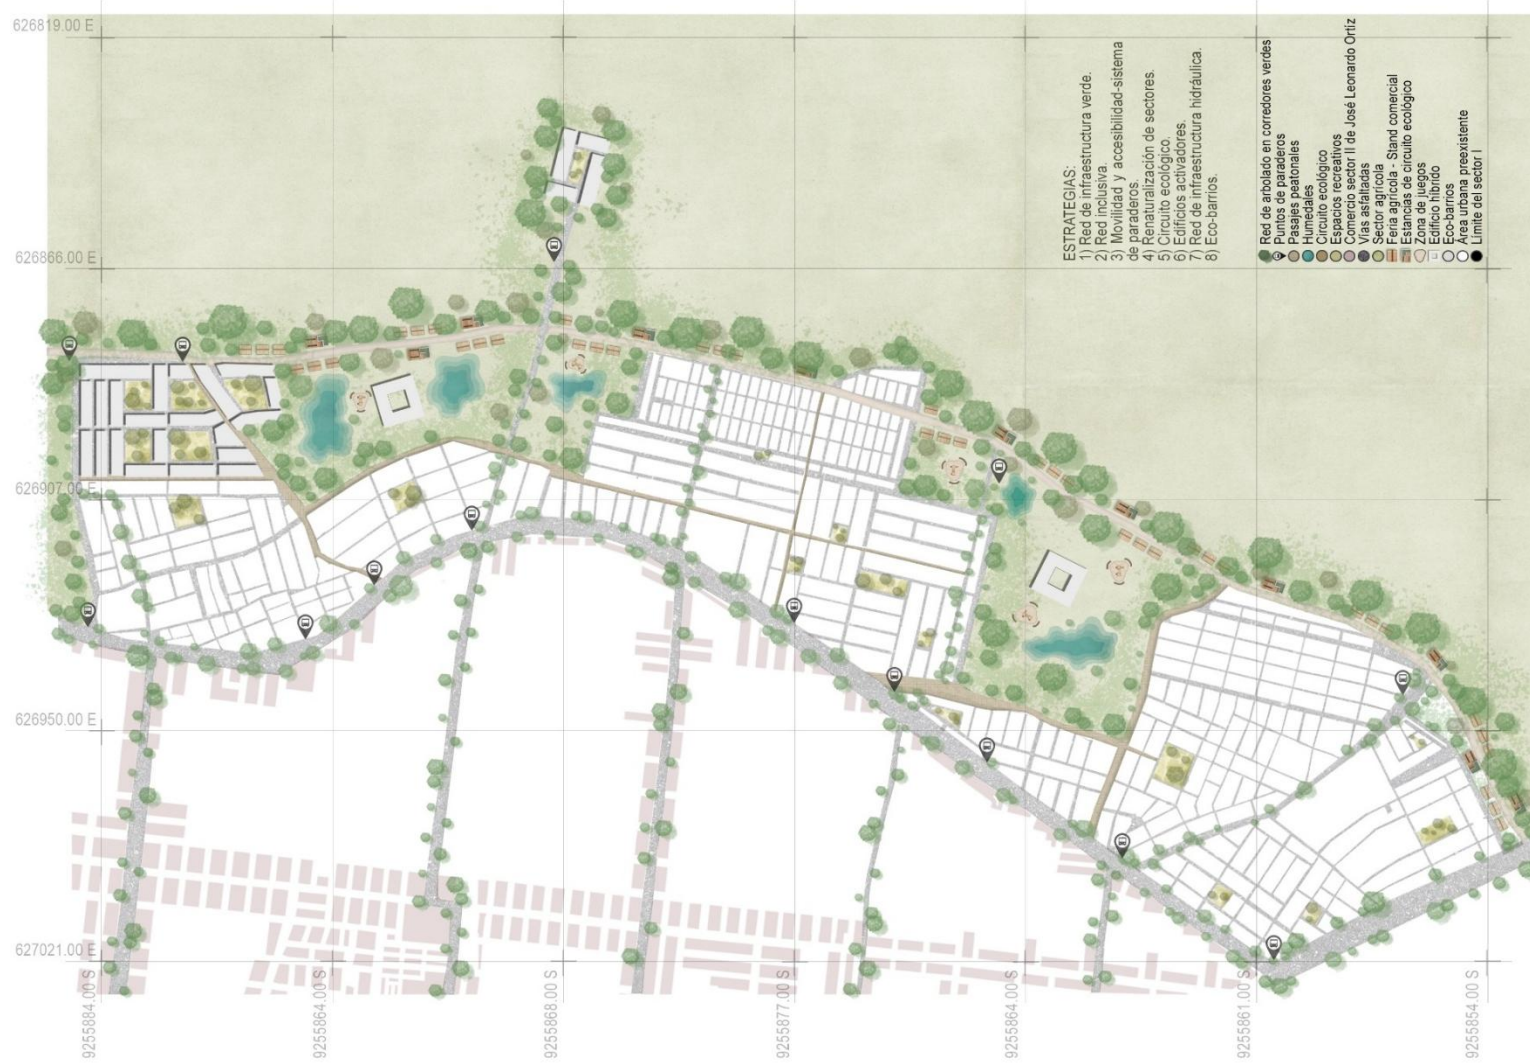 626819.00 E
626866.00 E
626907.00 E
626950.00 E
627021.00 E
9255884.00 S
9255864.00 S
9255868.00 S
9255877.00 S
9255864.00 S
9255861.00 S
9255854.00 S
ESTRATEGIAS:
1) Red de infraestructura verde.
2) Red inclusiva.
3) Movilidad y accesibilidad-sistema
de paraderos.
4) Renaturalización de sectores.
5) Circuito ecológico.
6) Edificios activadores.
7) Red de infraestructura hidráulica.
8) Eco-barrios.
Red de arbolado en corredores verdes
Puntos de paraderos
Pasajes peatonales
Humedales
Circuito ecológico
Espacios recreativos
Comercio sector II de José Leonardo Ortiz
Vías asfaltadas
Sector agrícola
Feria agrícola - Stand comercial
Estancias de circuito ecológico
Zona de juegos
Edificio híbrido
Eco-barrios
Área urbana preexistente
Límite del sector I